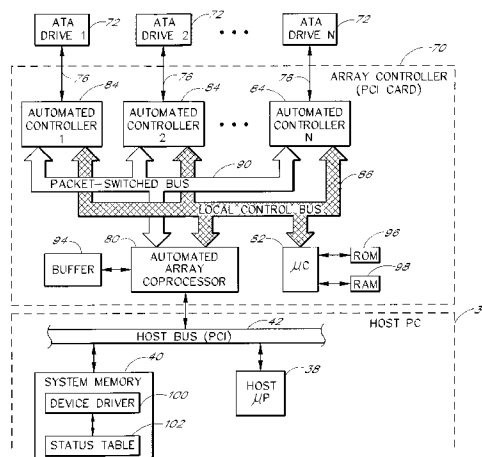 72 72 72
ATA DRIVE 1 ATA DRIVE 2 ATA DRIVE N
70
76 76 76 ARRAY CONTROLLER
84 84 84 (PCI CARD)
AUTOMATED CONTROLLER 1 AUTOMATED CONTROLLER 2 AUTOMATED CONTROLLER N
90
PACKET-SWITCHED BUS 86
LOCAL CONTROL BUS
94 80 82 96
BUFFER AUTOMATED ARRAY COPROCESSOR μC ROM
98
RAM
42 HOST PC 3
HOST BUS (PCI)
40 38
SYSTEM MEMORY HOST μP
DEVICE DRIVER 100
102
STATUS TABLE